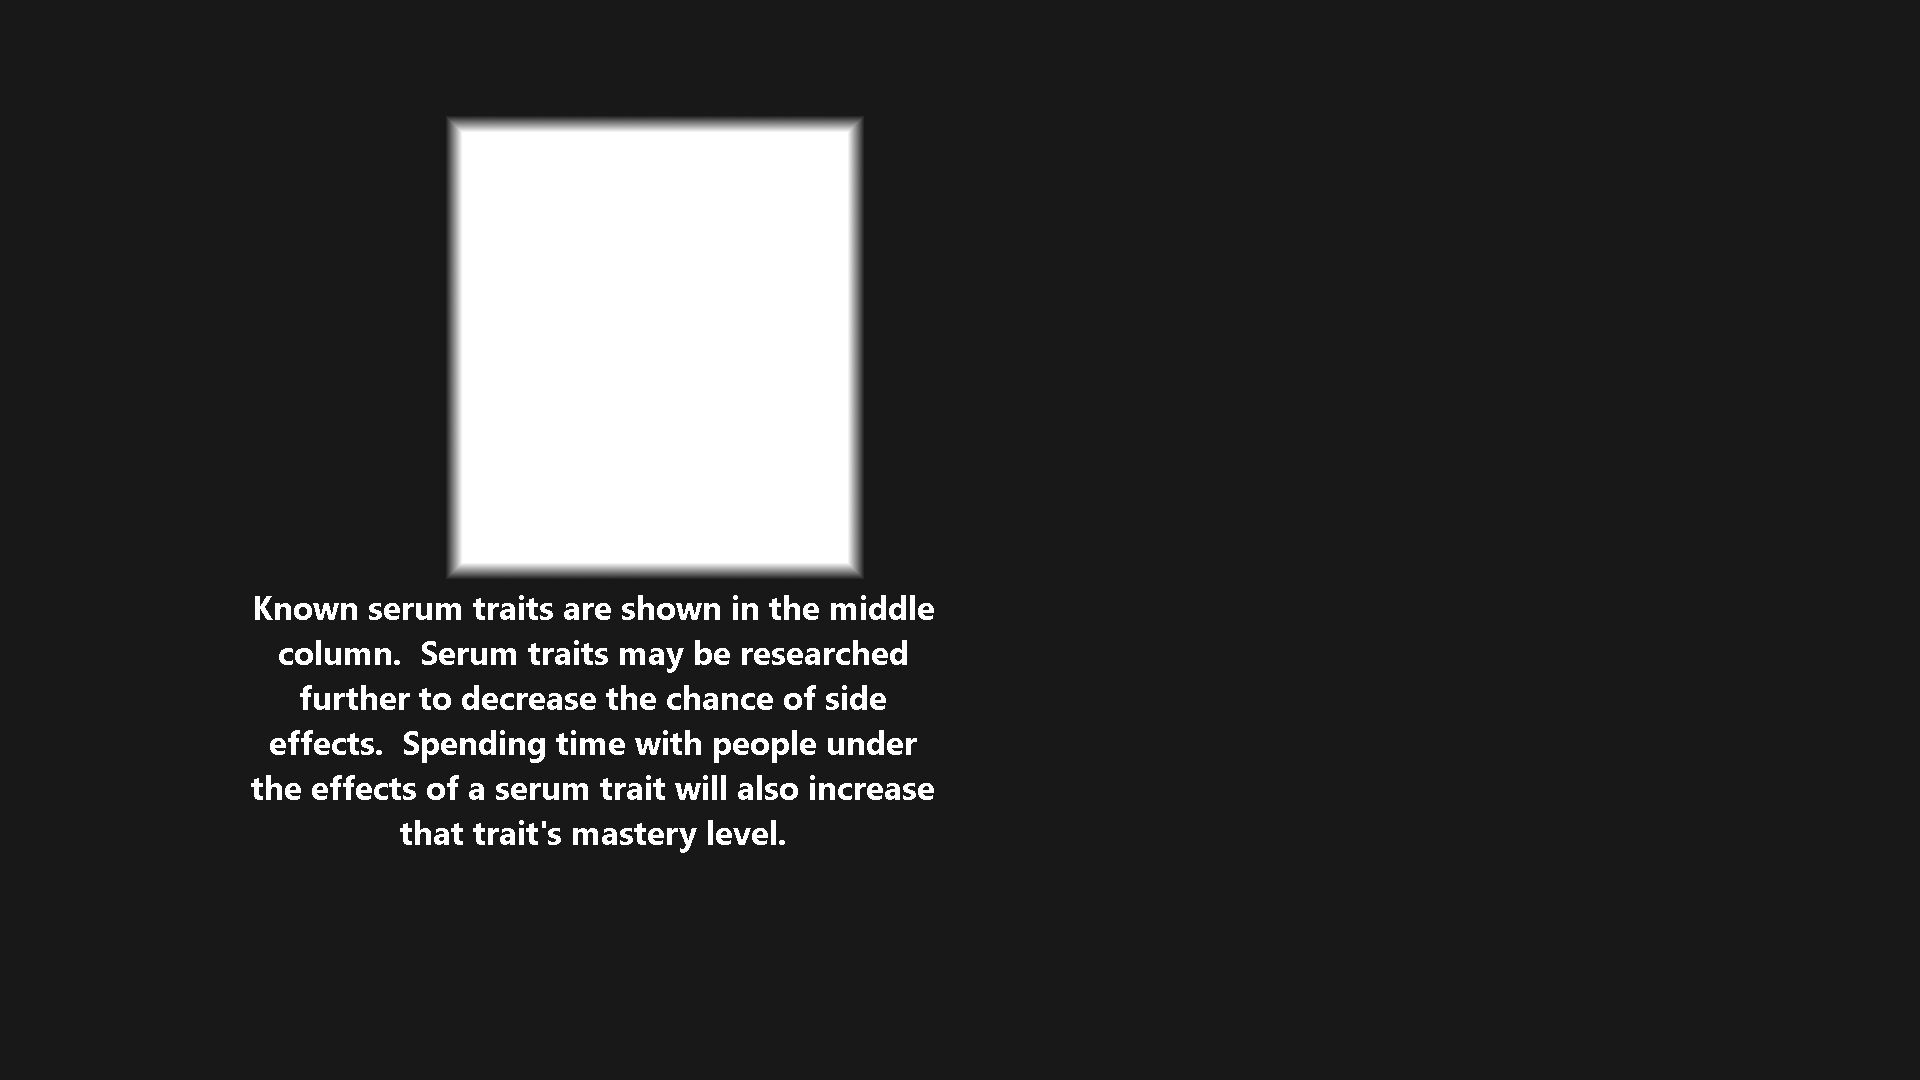 Known serum traits are shown in the middle
column.  Serum traits may be researched
further to decrease the chance of side
effects.  Spending time with people under
the effects of a serum trait will also increase
that trait's mastery level.